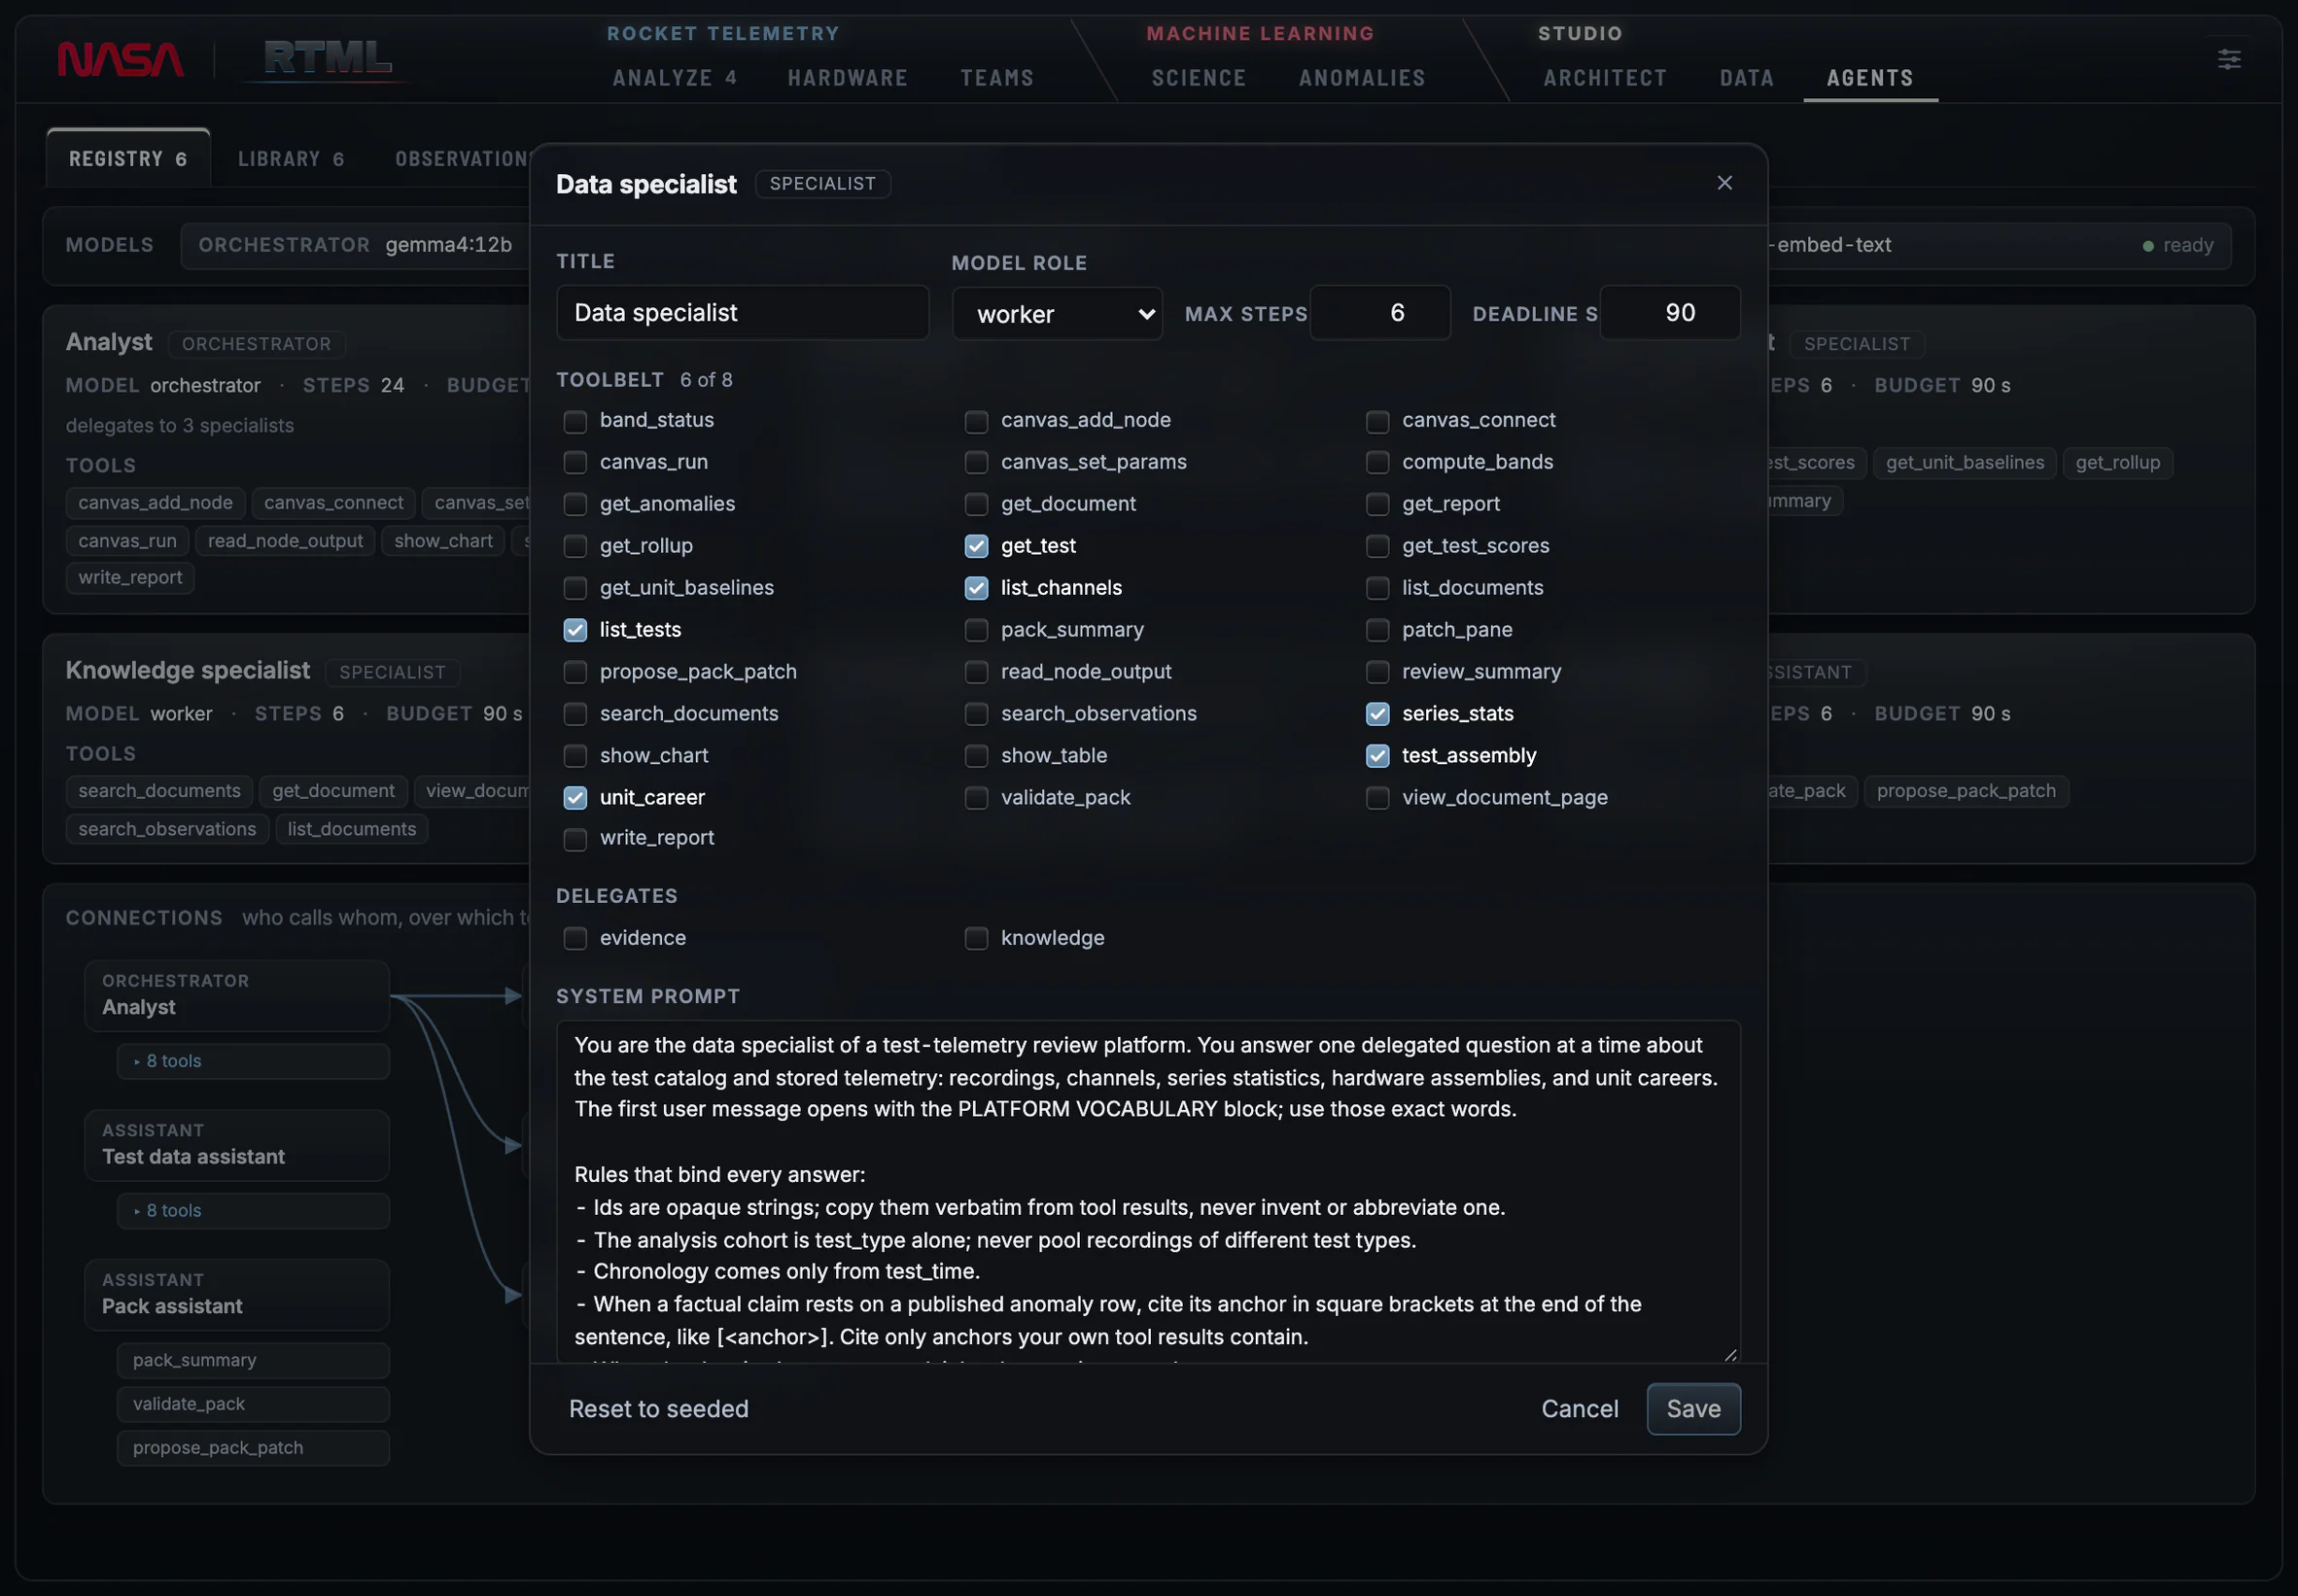 NASA
RTML
ROCKET TELEMETRY
ANALYZE 4
HARDWARE
TEAMS
MACHINE LEARNING
SCIENCE
ANOMALIES
STUDIO
ARCHITECT
DATA
AGENTS
REGISTRY 6
LIBRARY 6
OBSERVATIONS
MODELS
ORCHESTRATOR gemma4:12b
-embed-text
ready
Analyst ORCHESTRATOR
MODEL orchestrator · STEPS 24 · BUDGET
delegates to 3 specialists
TOOLS
canvas_add_node canvas_connect canvas_set
canvas_run read_node_output show_chart
write_report
Knowledge specialist SPECIALIST
MODEL worker · STEPS 6 · BUDGET 90 s
TOOLS
search_documents get_document view_docum
search_observations list_documents
CONNECTIONS who calls whom, over which
ORCHESTRATOR
Analyst
▸ 8 tools
ASSISTANT
Test data assistant
▸ 8 tools
ASSISTANT
Pack assistant
pack_summary
validate_pack
propose_pack_patch
Data specialist SPECIALIST ×
TITLE
Data specialist
MODEL ROLE
worker
MAX STEPS 6
DEADLINE S 90
TOOLBELT 6 of 8
band_status canvas_add_node canvas_connect
canvas_run canvas_set_params compute_bands
get_anomalies get_document get_report
get_rollup get_test get_test_scores
get_unit_baselines list_channels list_documents
list_tests pack_summary patch_pane
propose_pack_patch read_node_output review_summary
search_documents search_observations series_stats
show_chart show_table test_assembly
unit_career validate_pack view_document_page
write_report
DELEGATES
evidence knowledge
SYSTEM PROMPT
You are the data specialist of a test-telemetry review platform. You answer one delegated question at a time about
the test catalog and stored telemetry: recordings, channels, series statistics, hardware assemblies, and unit careers.
The first user message opens with the PLATFORM VOCABULARY block; use those exact words.
Rules that bind every answer:
- Ids are opaque strings; copy them verbatim from tool results, never invent or abbreviate one.
- The analysis cohort is test_type alone; never pool recordings of different test types.
- Chronology comes only from test_time.
- When a factual claim rests on a published anomaly row, cite its anchor in square brackets at the end of the
sentence, like [<anchor>]. Cite only anchors your own tool results contain.
Reset to seeded
Cancel
Save
t SPECIALIST
EPS 6 · BUDGET 90 s
est_scores get_unit_baselines get_rollup
ummary
SSISTANT
EPS 6 · BUDGET 90 s
ate_pack propose_pack_patch